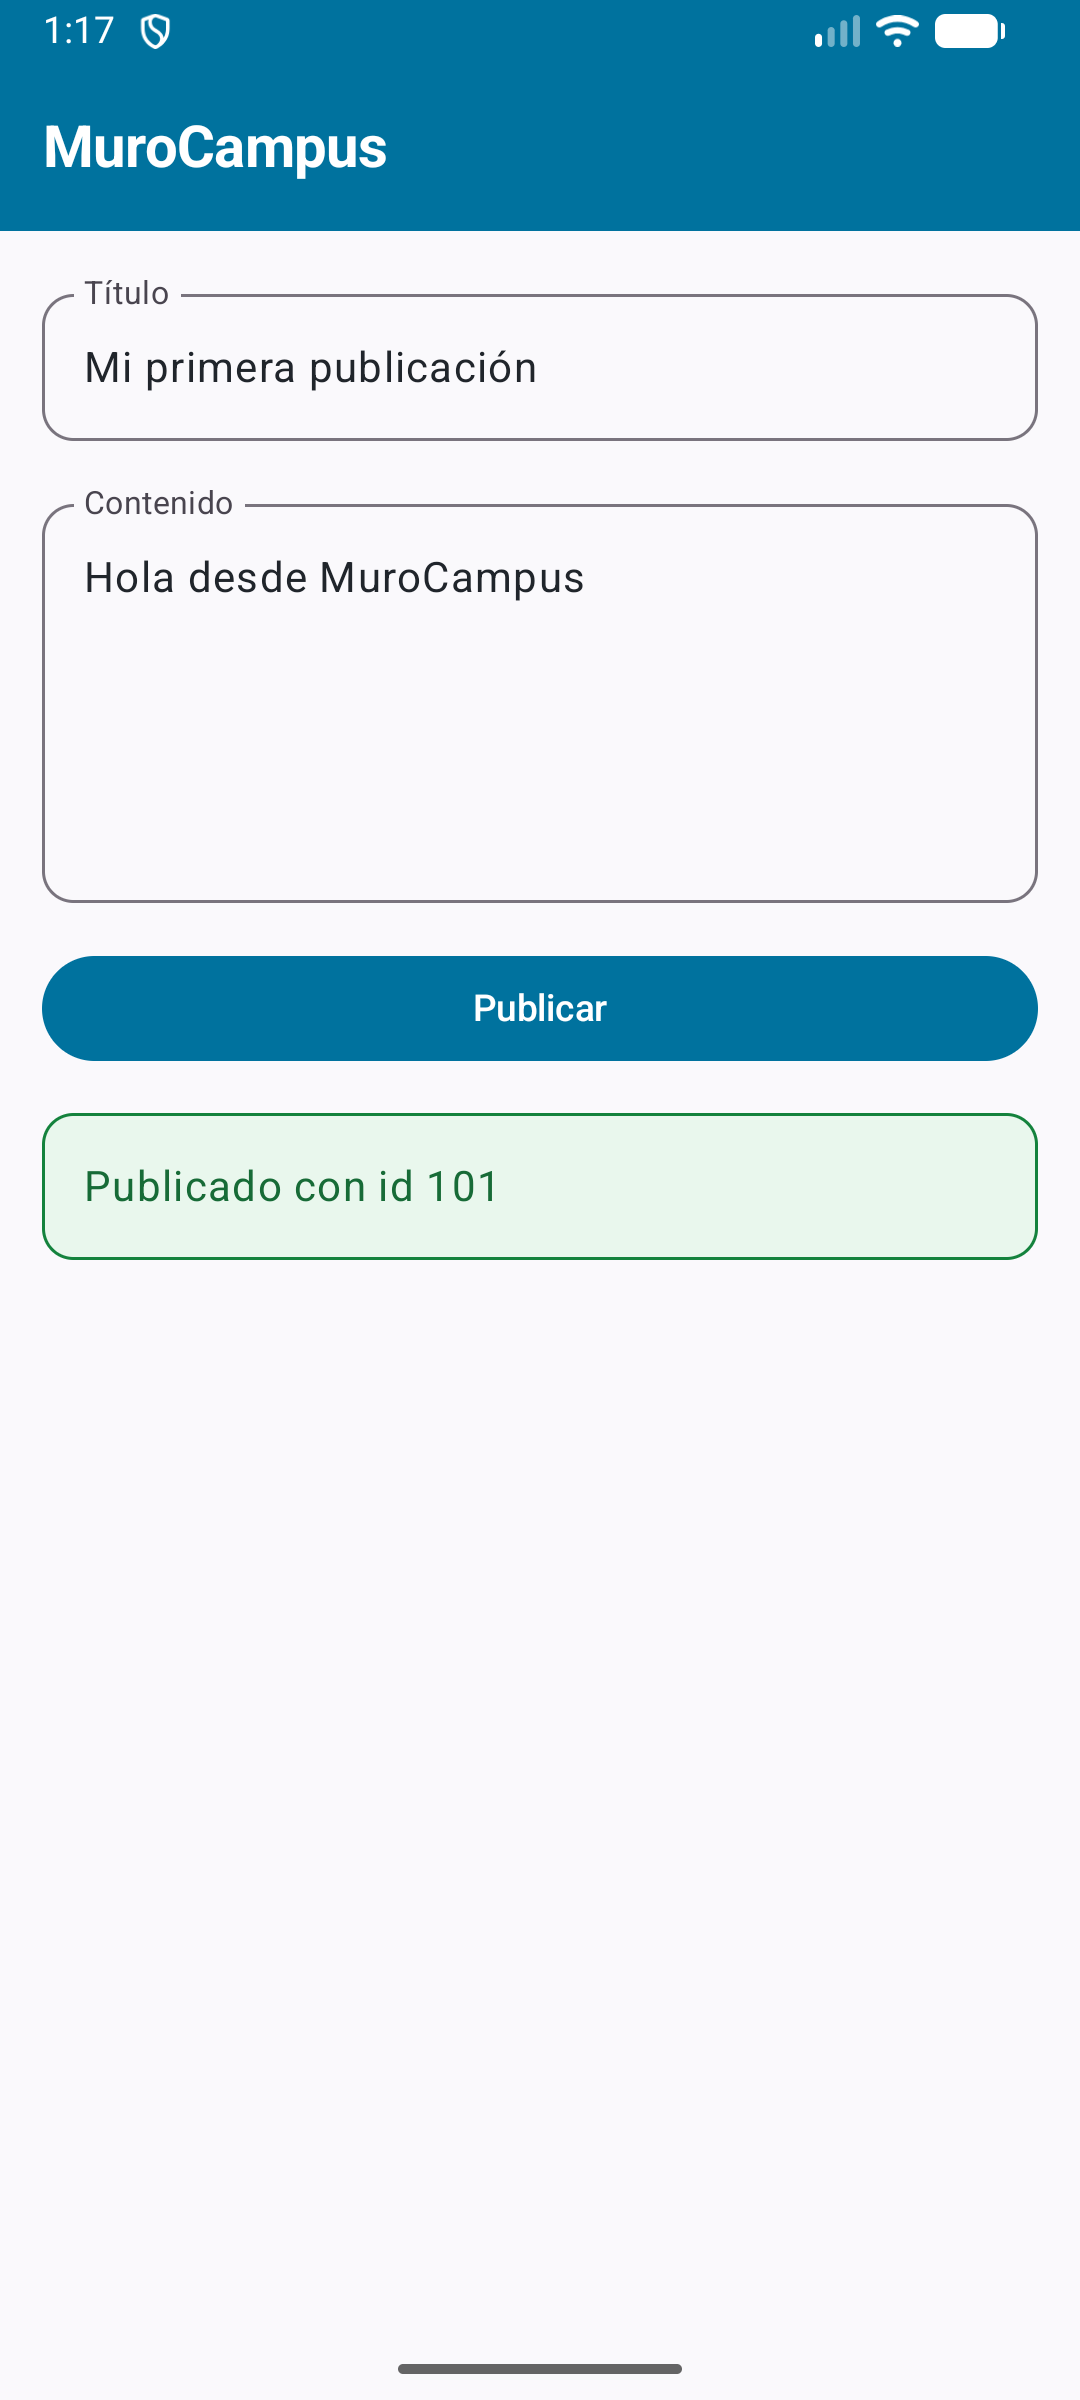 1:17
MuroCampus
Título
Mi primera publicación
Contenido
Hola desde MuroCampus
Publicar
Publicado con id 101